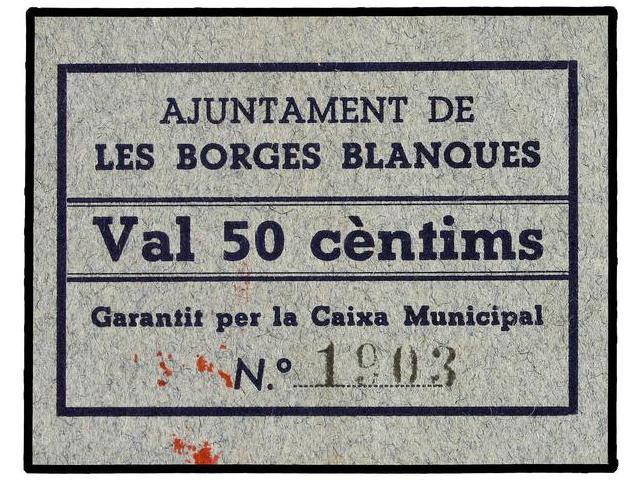 AJUNTAMENT DE
LES BORGES BLANQUES
Val 50 cèntims
Garantit per la Caixa Municipal
N.º 1903